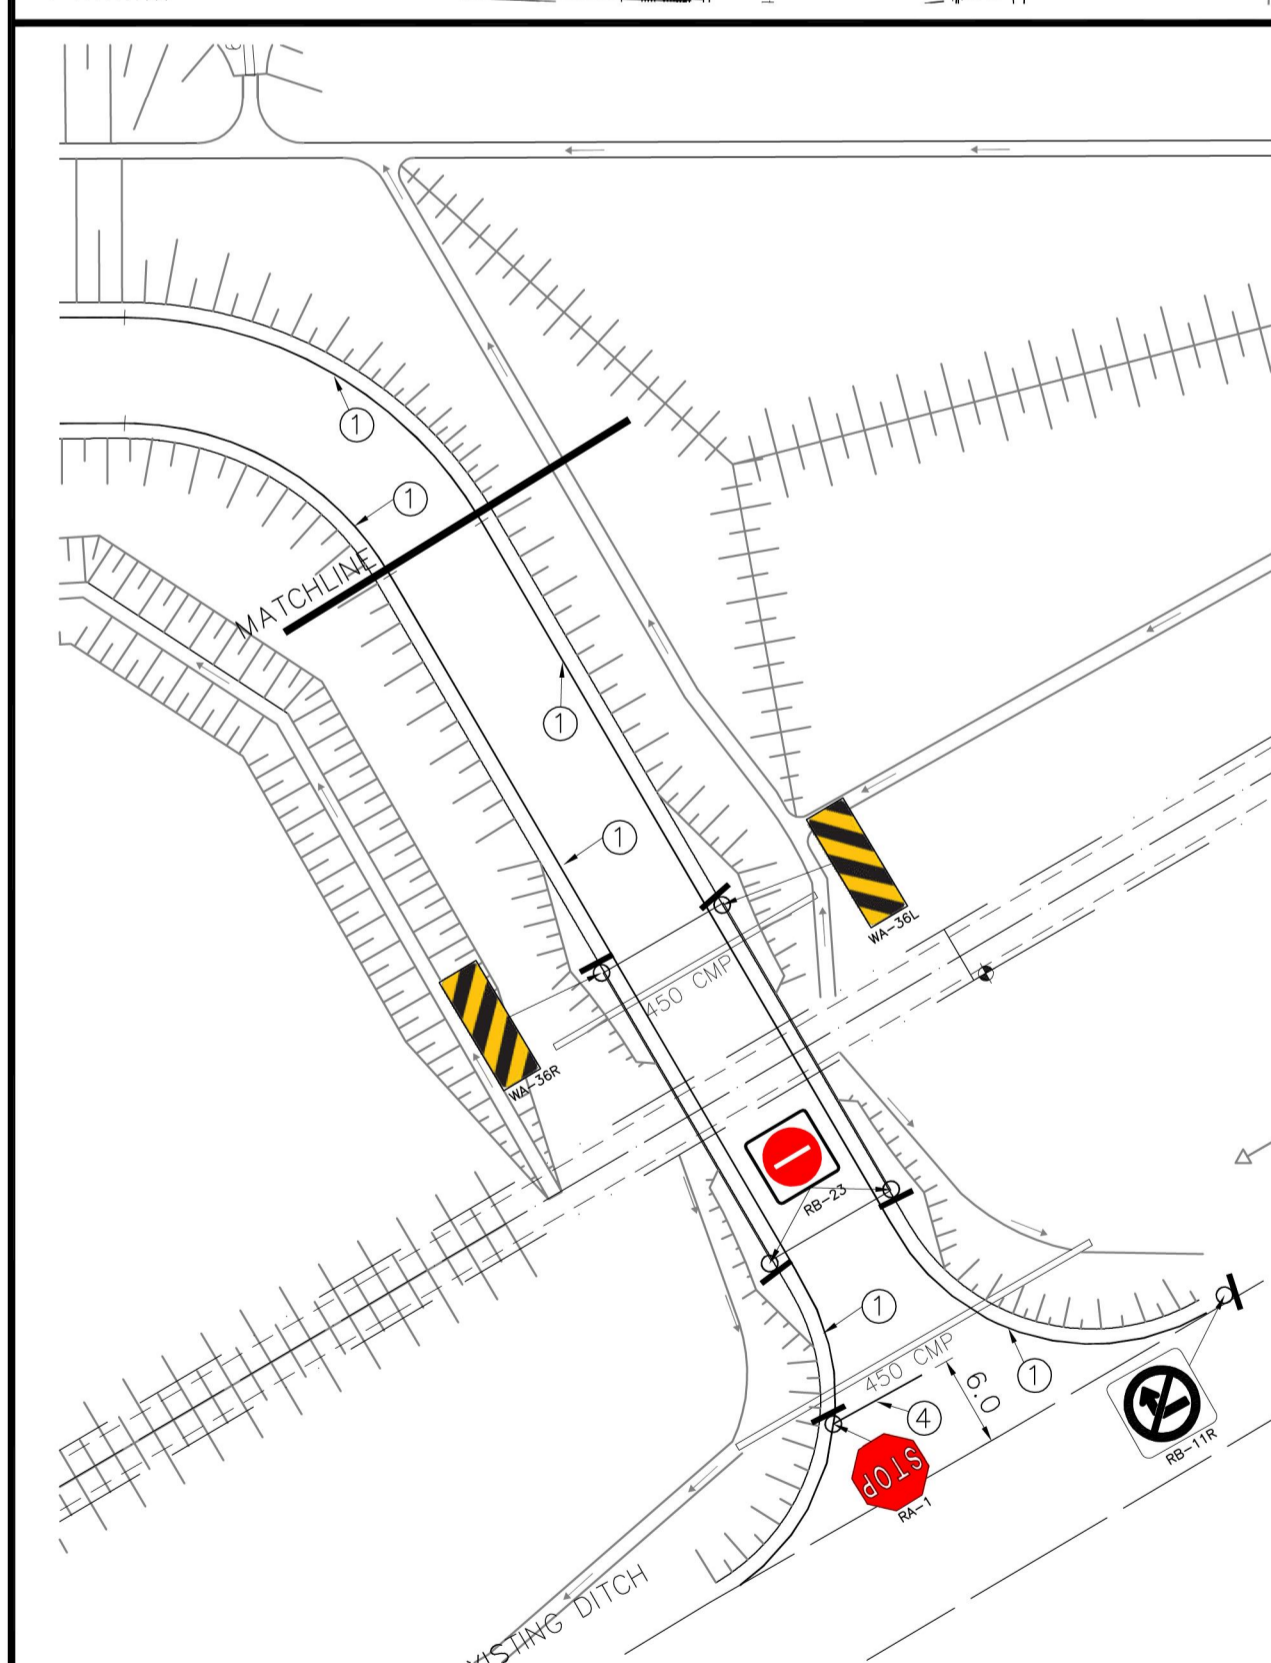 1
1
MATCHLINE
1
1
WA-36L
450 CMP
WA-36R
RB-23
1
450 CMP
6.0
1
4
STOP
RA-1
RB-11R
XISTING DITCH